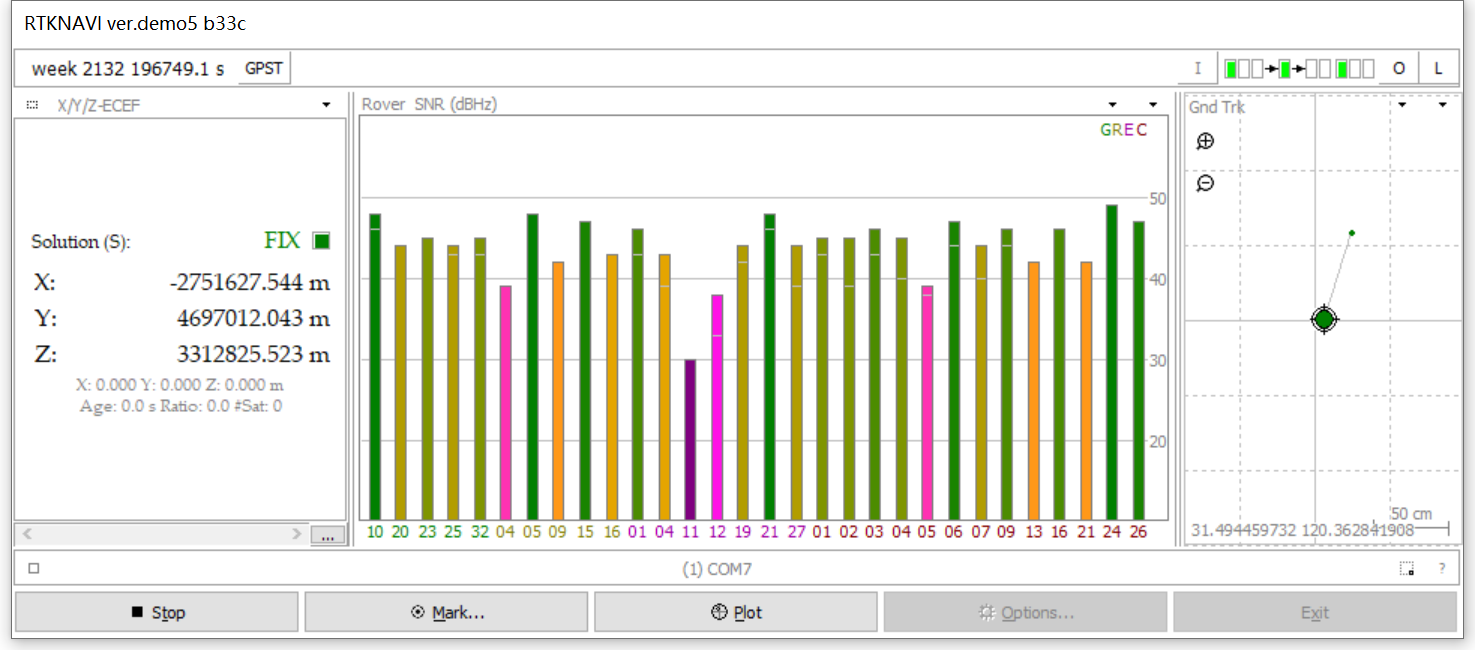 RTKNAVI ver.demo5 b33c
week 2132 196749.1 s GPST
I O L
X/Y/Z-ECEF
Rover SNR (dBHz)
Gnd Trk
GREC
Solution (S): FIX
X: -2751627.544 m
Y: 4697012.043 m
Z: 3312825.523 m
X: 0.000 Y: 0.000 Z: 0.000 m
Age: 0.0 s Ratio: 0.0 #Sat: 0
50
40
30
20
10 20 23 25 32 04 05 09 15 16 01 04 11 12 19 21 27 01 02 03 04 05 06 07 09 13 16 21 24 26
50 cm
31.494459732 120.362841908
...
(1) COM7
?
Stop Mark... Plot Options... Exit